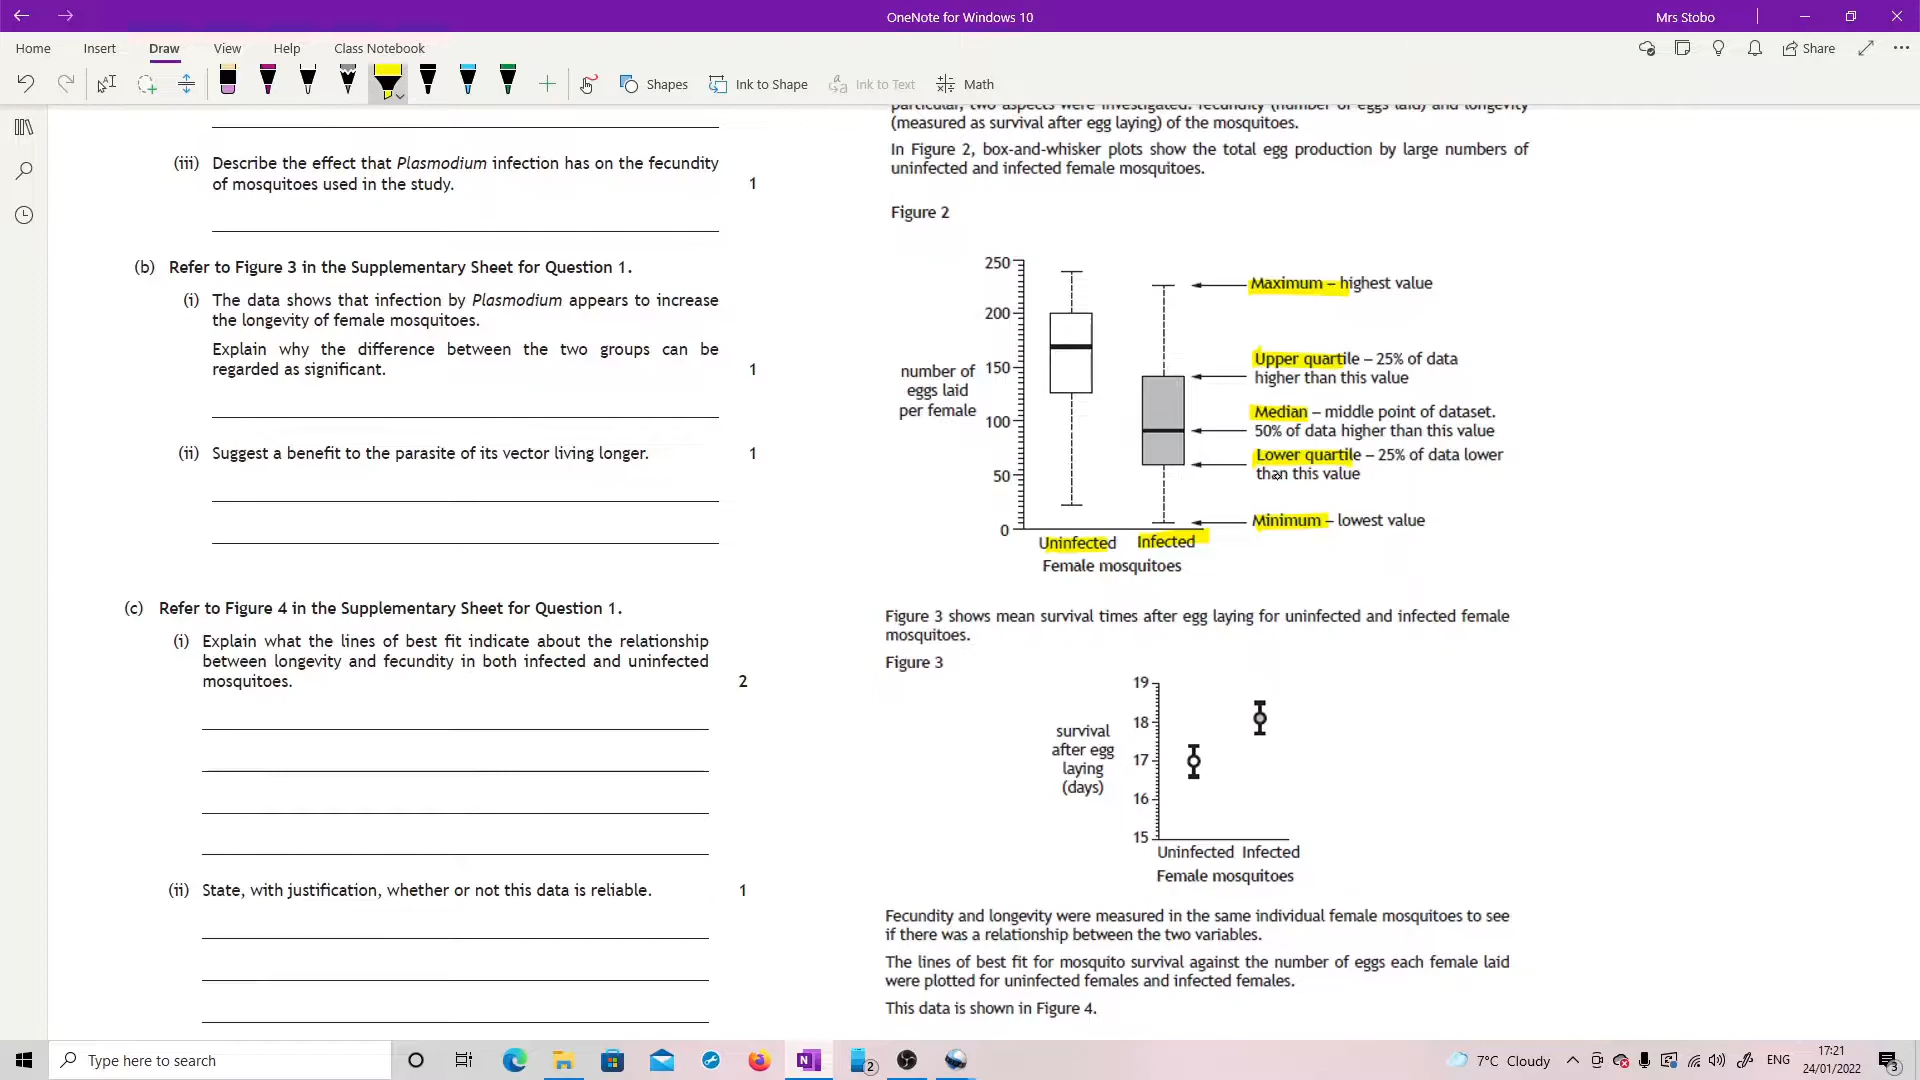 OneNote for Windows 10
Mrs Stobo
Home
Insert
Draw
View
Help
Class Notebook
Share
Shapes
Ink to Shape
Ink to Text
Math
(iii) Describe the effect that Plasmodium infection has on the fecundity
of mosquitoes used in the study. 1
(b) Refer to Figure 3 in the Supplementary Sheet for Question 1.
(i) The data shows that infection by Plasmodium appears to increase
the longevity of female mosquitoes.
Explain why the difference between the two groups can be
regarded as significant. 1
(ii) Suggest a benefit to the parasite of its vector living longer. 1
(c) Refer to Figure 4 in the Supplementary Sheet for Question 1.
(i) Explain what the lines of best fit indicate about the relationship
between longevity and fecundity in both infected and uninfected
mosquitoes. 2
(ii) State, with justification, whether or not this data is reliable. 1
particular, two aspects were investigated: fecundity (number of eggs laid) and longevity
(measured as survival after egg laying) of the mosquitoes.
In Figure 2, box-and-whisker plots show the total egg production by large numbers of
uninfected and infected female mosquitoes.
Figure 2
250
200
150
100
50
0
number of
eggs laid
per female
Maximum – highest value
Upper quartile – 25% of data
higher than this value
Median – middle point of dataset.
50% of data higher than this value
Lower quartile – 25% of data lower
than this value
Minimum – lowest value
Uninfected Infected
Female mosquitoes
Figure 3 shows mean survival times after egg laying for uninfected and infected female
mosquitoes.
Figure 3
19
18
17
16
15
survival
after egg
laying
(days)
Uninfected Infected
Female mosquitoes
Fecundity and longevity were measured in the same individual female mosquitoes to see
if there was a relationship between the two variables.
The lines of best fit for mosquito survival against the number of eggs each female laid
were plotted for uninfected females and infected females.
This data is shown in Figure 4.
Type here to search
2
7°C Cloudy
ENG
17:21
24/01/2022
3